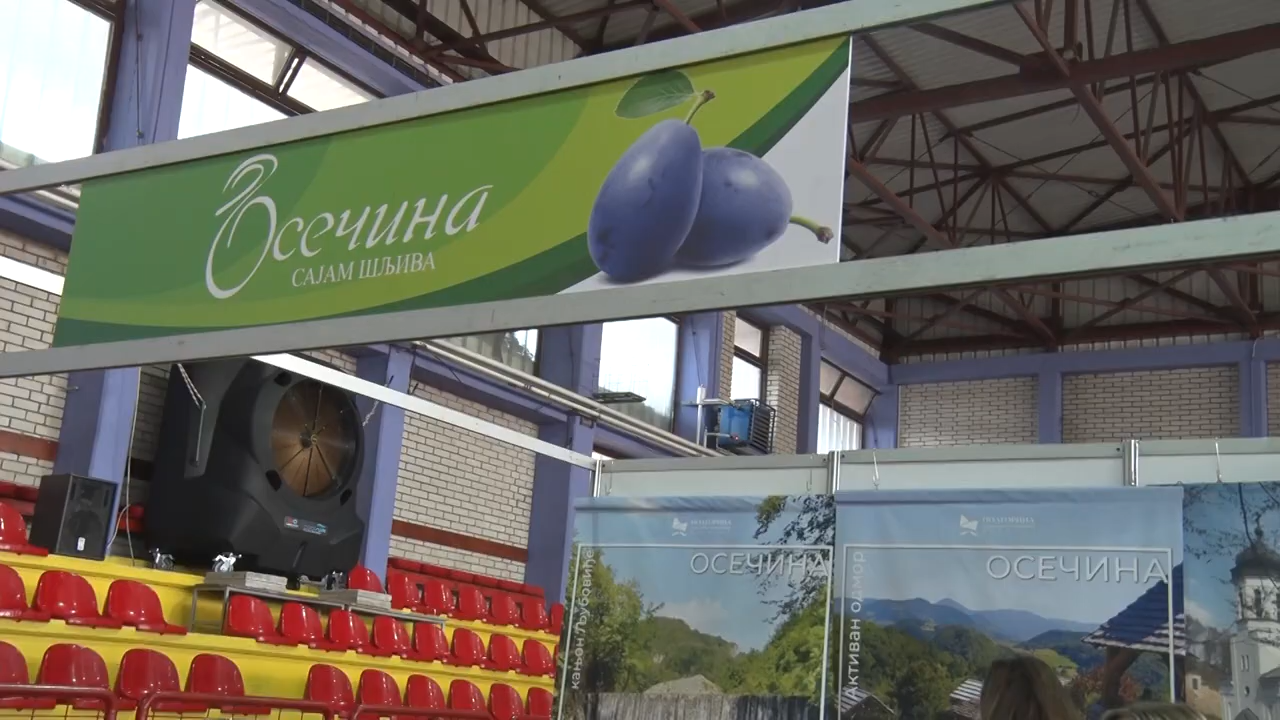 Осечина
САЈАМ ШЉИВА
ОСЕЧИНА
кањон Љубовиђе
ОСЕЧИНА
Активан одмор